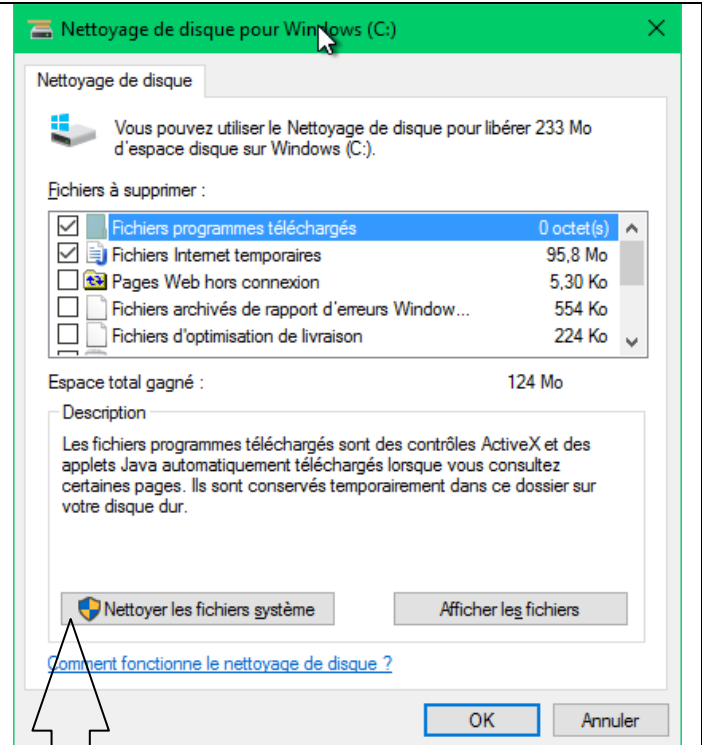 Nettoyage de disque pour Windows (C:)
Nettoyage de disque
Vous pouvez utiliser le Nettoyage de disque pour libérer 233 Mo
d'espace disque sur Windows (C:).
Fichiers à supprimer :
Fichiers programmes téléchargés 0 octet(s)
Fichiers Internet temporaires 95,8 Mo
Pages Web hors connexion 5,30 Ko
Fichiers archivés de rapport d'erreurs Window... 554 Ko
Fichiers d'optimisation de livraison 224 Ko
Espace total gagné : 124 Mo
Description
Les fichiers programmes téléchargés sont des contrôles ActiveX et des
applets Java automatiquement téléchargés lorsque vous consultez
certaines pages. Ils sont conservés temporairement dans ce dossier sur
votre disque dur.
Nettoyer les fichiers système Afficher les fichiers
Comment fonctionne le nettoyage de disque ?
OK Annuler